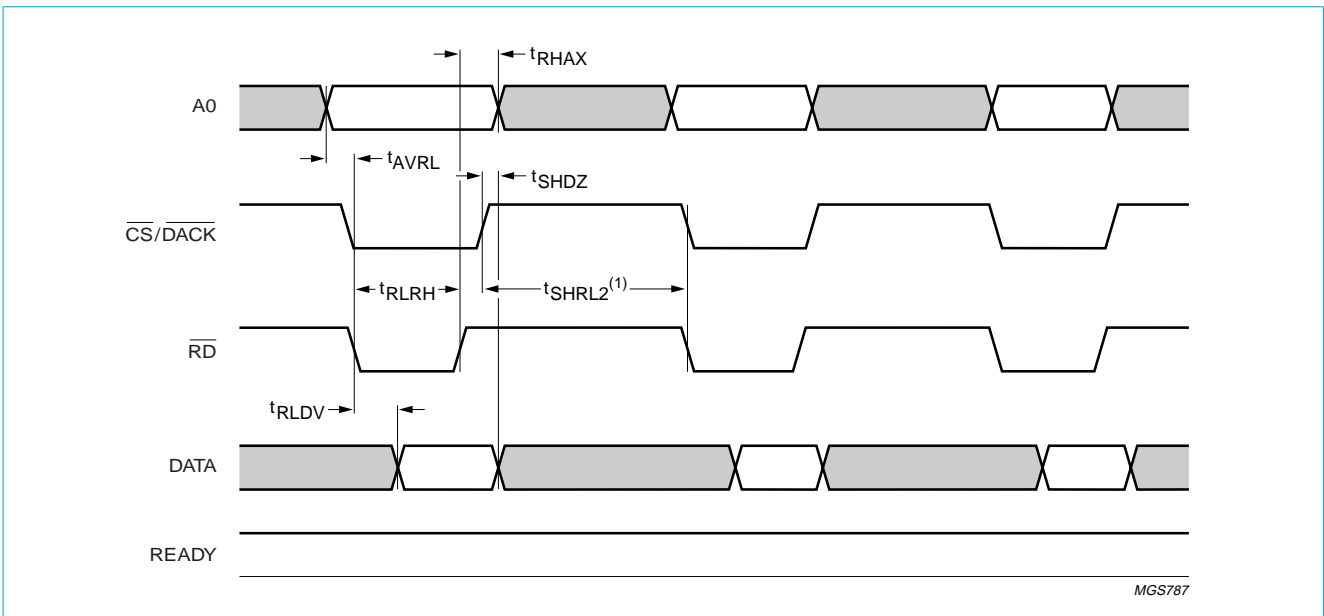 tRHAX
A0
tAVRL
tSHDZ
CS/DACK
tRLRH
tSHRL2(1)
RD
tRLDV
DATA
READY
MGS787